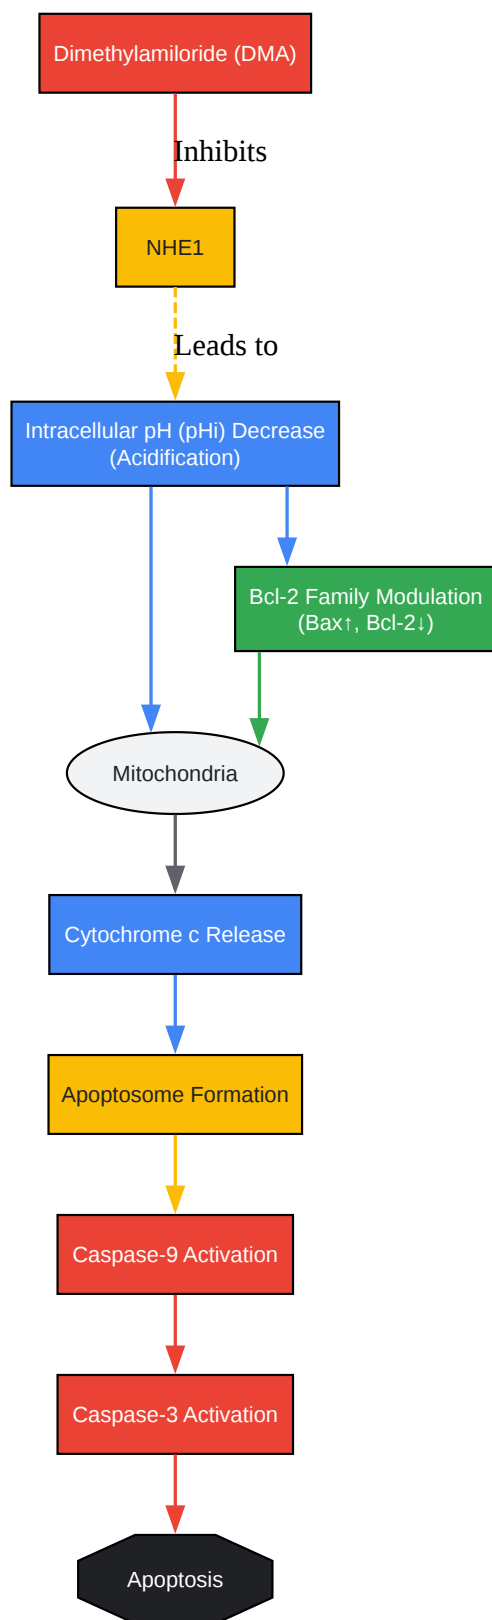 Dimethylamiloride (DMA)
Inhibits
NHE1
Leads to
Intracellular pH (pHi) Decrease
(Acidification)
Bcl-2 Family Modulation
(Bax↑, Bcl-2↓)
Mitochondria
Cytochrome c Release
Apoptosome Formation
Caspase-9 Activation
Caspase-3 Activation
Apoptosis